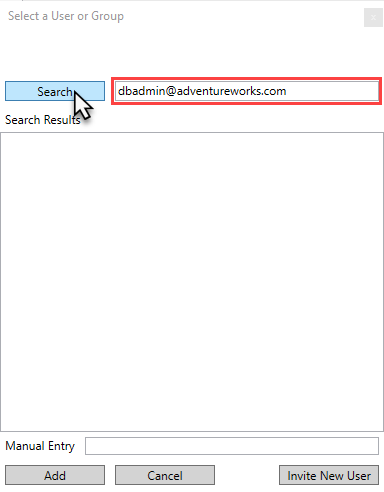 Select a User or Group
x
Search
dbadmin@adventureworks.com
Search Results
Manual Entry
Add
Cancel
Invite New User